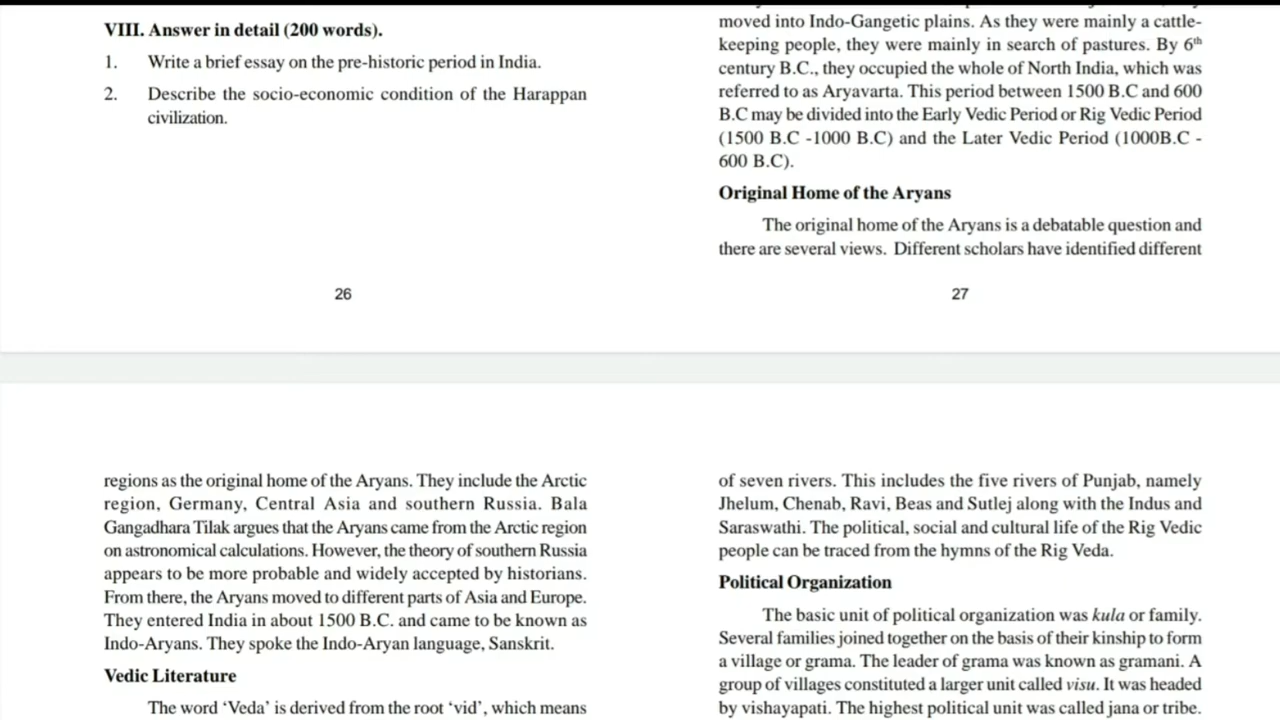 VIII. Answer in detail (200 words).
1. Write a brief essay on the pre-historic period in India.
2. Describe the socio-economic condition of the Harappan
civilization.
26
moved into Indo-Gangetic plains. As they were mainly a cattle-
keeping people, they were mainly in search of pastures. By 6th
century B.C., they occupied the whole of North India, which was
referred to as Aryavarta. This period between 1500 B.C and 600
B.C may be divided into the Early Vedic Period or Rig Vedic Period
(1500 B.C -1000 B.C) and the Later Vedic Period (1000B.C -
600 B.C).
Original Home of the Aryans
The original home of the Aryans is a debatable question and
there are several views. Different scholars have identified different
27
regions as the original home of the Aryans. They include the Arctic
region, Germany, Central Asia and southern Russia. Bala
Gangadhara Tilak argues that the Aryans came from the Arctic region
on astronomical calculations. However, the theory of southern Russia
appears to be more probable and widely accepted by historians.
From there, the Aryans moved to different parts of Asia and Europe.
They entered India in about 1500 B.C. and came to be known as
Indo-Aryans. They spoke the Indo-Aryan language, Sanskrit.
Vedic Literature
The word ‘Veda’ is derived from the root ‘vid’, which means
of seven rivers. This includes the five rivers of Punjab, namely
Jhelum, Chenab, Ravi, Beas and Sutlej along with the Indus and
Saraswathi. The political, social and cultural life of the Rig Vedic
people can be traced from the hymns of the Rig Veda.
Political Organization
The basic unit of political organization was kula or family.
Several families joined together on the basis of their kinship to form
a village or grama. The leader of grama was known as gramani. A
group of villages constituted a larger unit called visu. It was headed
by vishayapati. The highest political unit was called jana or tribe.